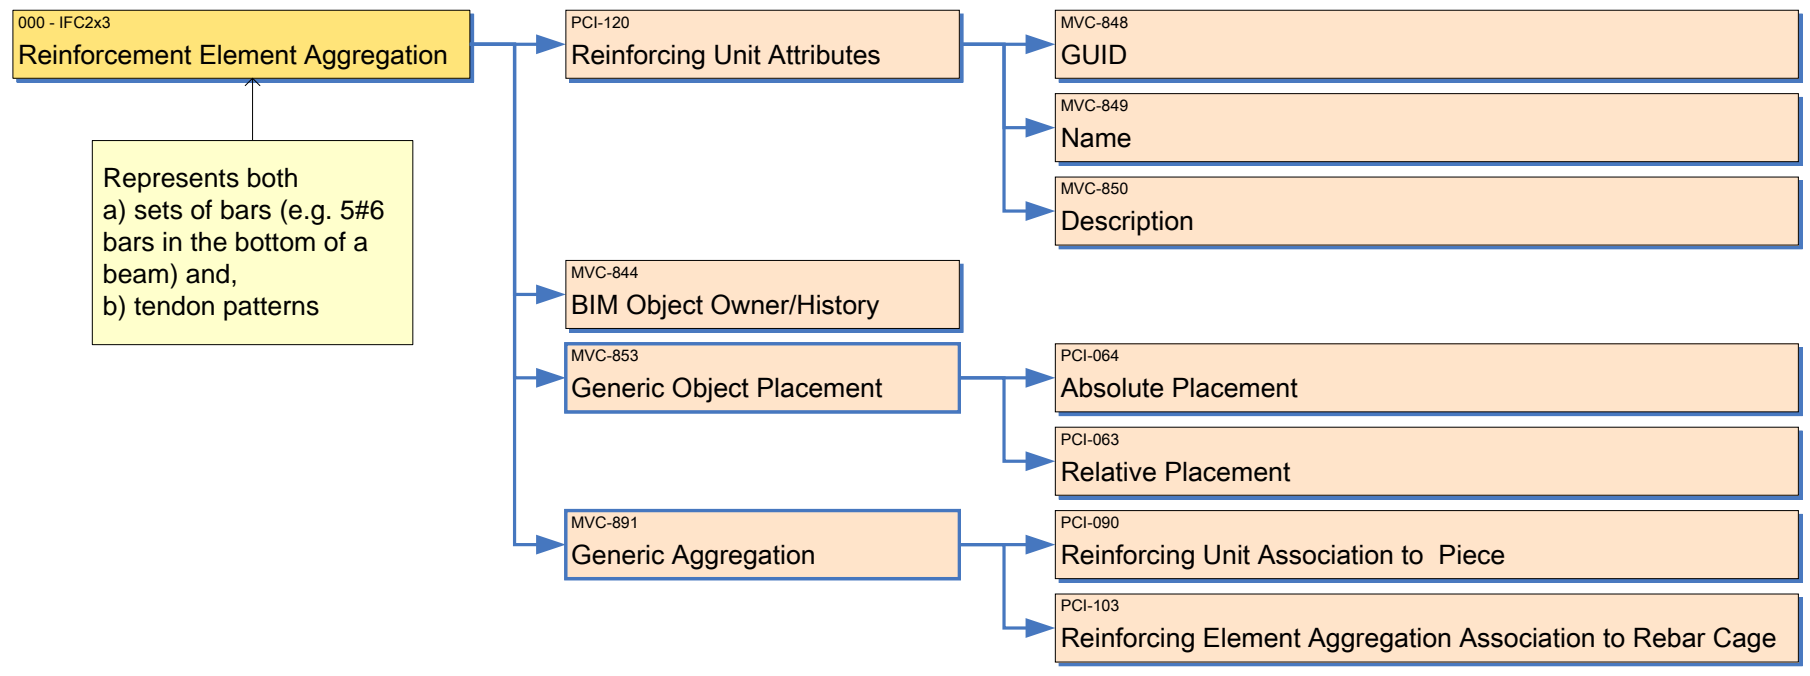 000 - IFC2x3
Reinforcement Element Aggregation
Represents both
a) sets of bars (e.g. 5#6
bars in the bottom of a
beam) and,
b) tendon patterns
PCI-120
Reinforcing Unit Attributes
MVC-848
GUID
MVC-849
Name
MVC-850
Description
MVC-844
BIM Object Owner/History
MVC-853
Generic Object Placement
PCI-064
Absolute Placement
PCI-063
Relative Placement
MVC-891
Generic Aggregation
PCI-090
Reinforcing Unit Association to  Piece
PCI-103
Reinforcing Element Aggregation Association to Rebar Cage